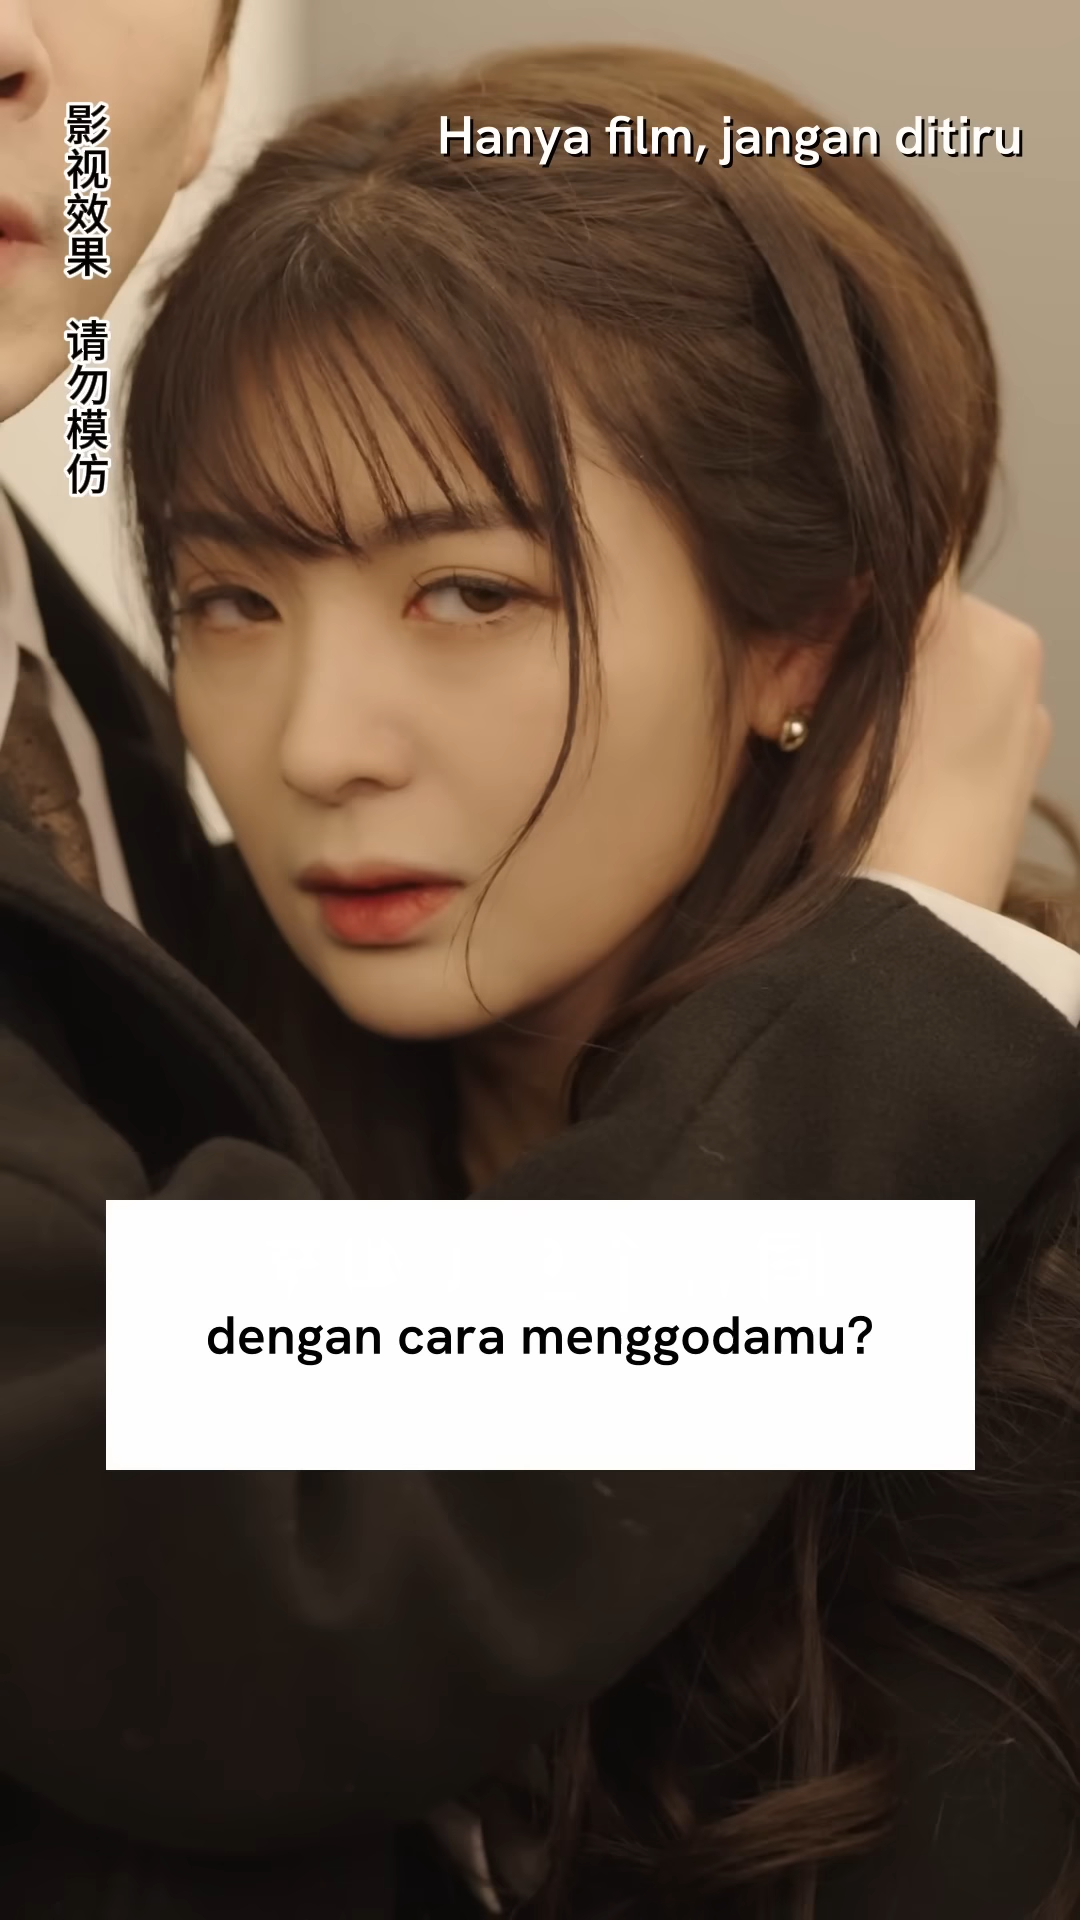 影视效果 请勿模仿
Hanya film, jangan ditiru
dengan cara menggodamu?